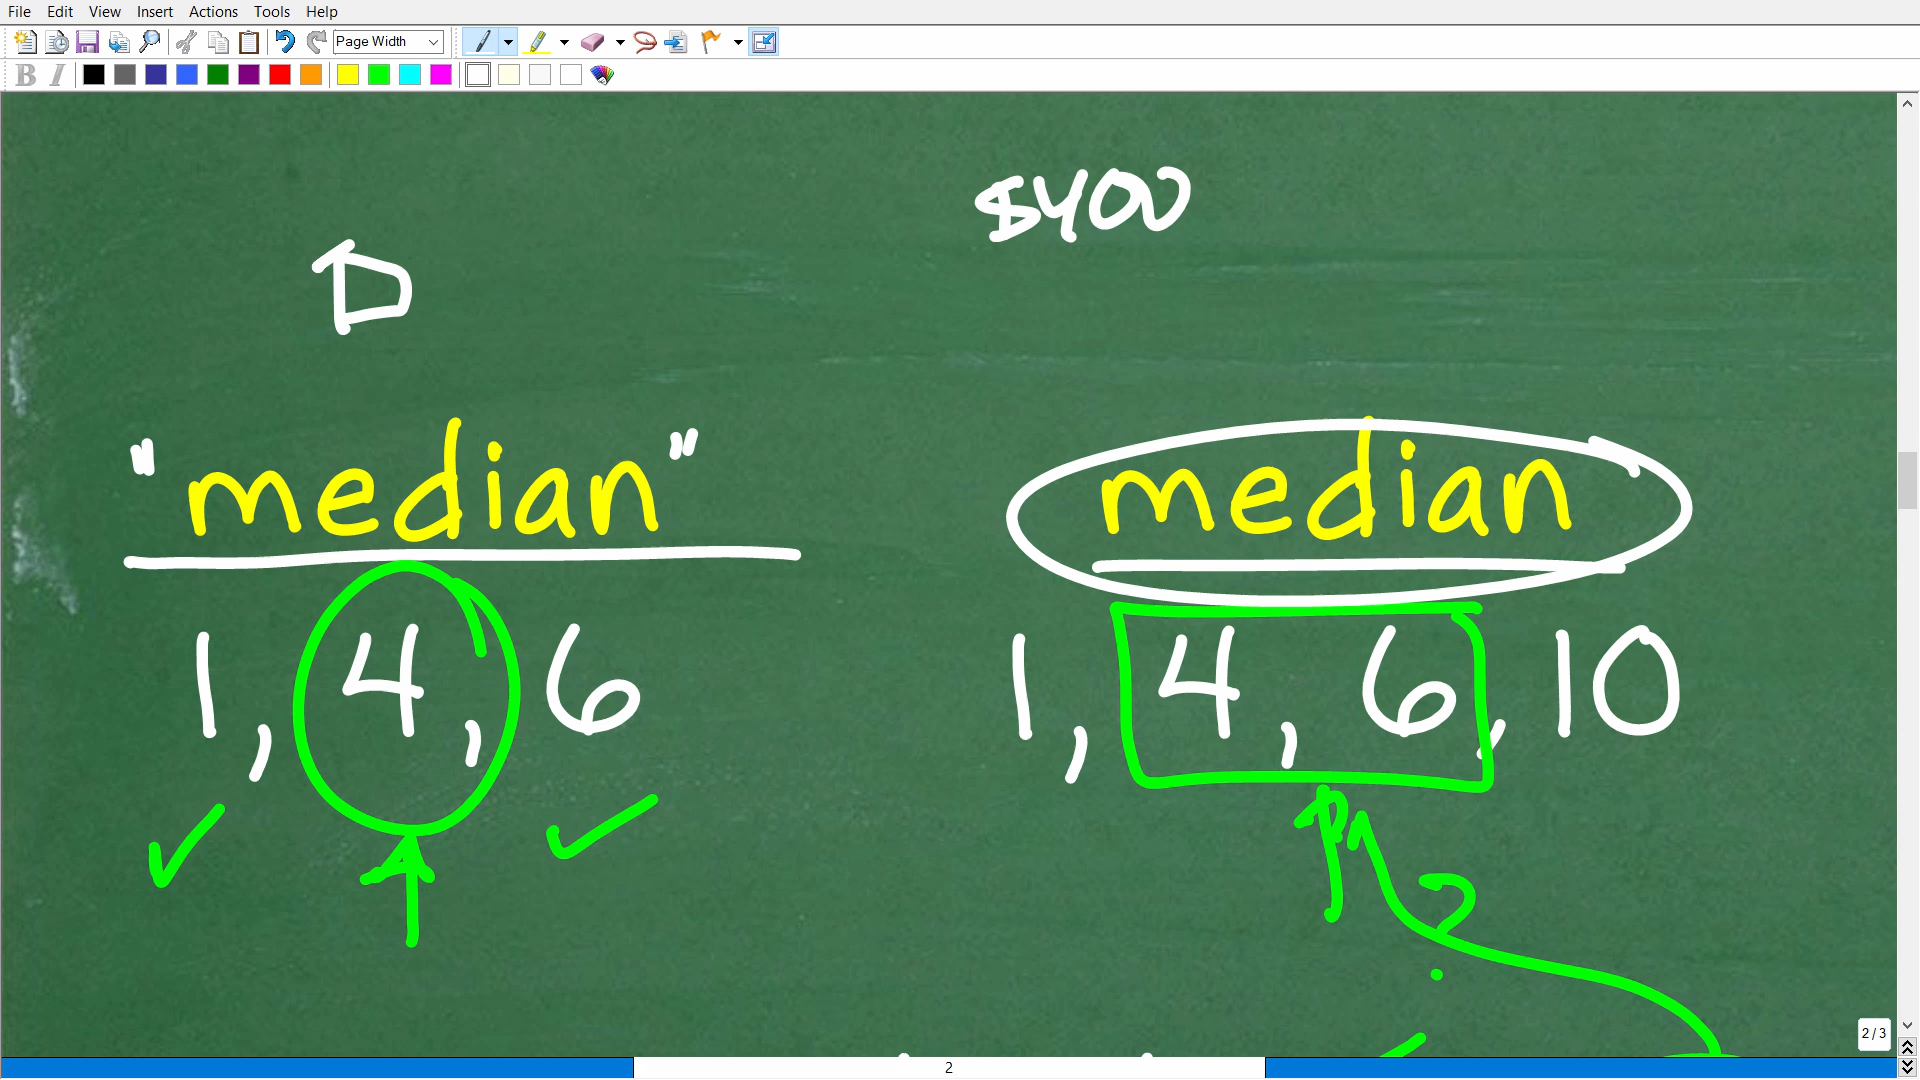 File Edit View Insert Actions Tools Help
Page Width
B I
$400
D
"median" median
1, 4, 6 1, 4, 6, 10
?
2 / 3
2